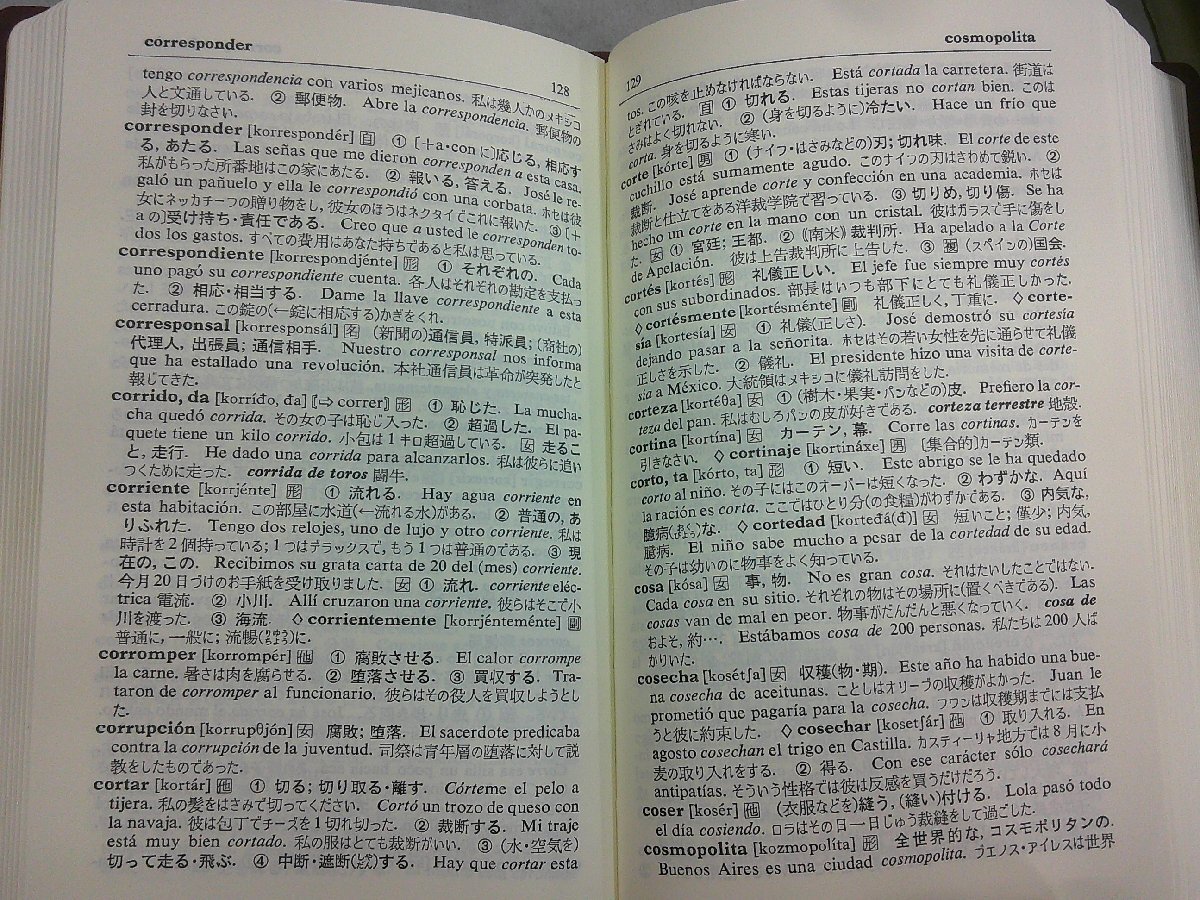 corresponder
128
tengo correspondencia con varios mejicanos. 私は幾人かのメキシコ
人と文通している. ② 郵便物. Abre la correspondencia. 郵便物の
封を切りなさい.
corresponder [korrespondér] 自 ① [+a・con に]応じる, 相応す
る, あたる. Las señas que me dieron corresponden a esta casa.
私がもらった所番地はこの家にあたる. ② 報いる, 答える. José le re-
galó un pañuelo y ella le correspondió con una corbata. ホセは彼
女にネッカチーフの贈り物をし, 彼女のほうはネクタイでこれに報いた. ③ [+
a の]受け持ち・責任である. Creo que a usted le corresponden to-
dos los gastos. すべての費用はあなた持ちであると私は思っている.
correspondiente [korrespondjénte] 形 ① それぞれの. Cada
uno pagó su correspondiente cuenta. 各人はそれぞれの勘定を支払っ
た. ② 相応・相当する. Dame la llave correspondiente a esta
cerradura. この錠の(←錠に相応する)かぎをくれ.
corresponsal [korresponsál] 名 (新聞の)通信員, 特派員; (商社の)
代理人, 出張員; 通信相手. Nuestro corresponsal nos informa
que ha estallado una revolución. 本社通信員は革命が突発したと
報じてきた.
corrido, da [korríđo, đa] [⇨ correr] 形 ① 恥じた. La mucha-
cha quedó corrida. その女の子は恥じ入った. ② 超過した. El pa-
quete tiene un kilo corrido. 小包は1キロ超過している. 女 走るこ
と, 走行. He dado una corrida para alcanzarlos. 私は彼らに追い
つくために走った. corrida de toros 闘牛.
corriente [korrjénte] 形 ① 流れる. Hay agua corriente en
esta habitación. この部屋に水道(←流れる水)がある. ② 普通の, あ
りふれた. Tengo dos relojes, uno de lujo y otro corriente. 私は
時計を2個持っている; 1つはデラックスで, もう1つは普通のである. ③ 現
在の, この. Recibimos su grata carta de 20 del (mes) corriente.
今月20日づけのお手紙を受け取りました. 女 ① 流れ. corriente eléc-
trica 電流. ② 小川. Allí cruzaron una corriente. 彼らはそこで小
川を渡った. ③ 海流. ◇ corrientemente [korrjénteménte] 副
普通に, 一般に; 流暢に.
corromper [korrompér] 他 ① 腐敗させる. El calor corrompe
la carne. 暑さは肉を腐らせる. ② 堕落させる. ③ 買収する. Tra-
taron de corromper al funcionario. 彼らはその役人を買収しようとし
た.
corrupción [korrupθjón] 女 腐敗; 堕落. El sacerdote predicaba
contra la corrupción de la juventud. 司祭は青年層の堕落に対して説
教をしたものであった.
cortar [kortár] 他 ① 切る; 切り取る・離す. Córteme el pelo a
tijera. 私の髪をはさみで切ってください. Cortó un trozo de queso con
la navaja. 彼は包丁でチーズを1切れ切った. ② 裁断する. Mi traje
está muy bien cortado. 私の服はとても裁断がいい. ③ (水・空気を)
切って走る・飛ぶ. ④ 中断・遮断する. Hay que cortar esta
cosmopolita
129
tos. この咳を止めなければならない. Está cortada la carretera. 街道は
とぎれている. 自 ① 切れる. Estas tijeras no cortan bien. このは
さみはよく切れない. ② (身を切るように)冷たい. Hace un frío que
corta. 身を切るように寒い.
corte [kórte] 男 ① (ナイフ・はさみなどの)刃; 切れ味. El corte de este
cuchillo está sumamente agudo. このナイフの刃はきわめて鋭い. ②
裁断. José aprende corte y confección en una academia. ホセは
裁断と仕立てをある洋裁学院で習っている. ③ 切りめ, 切り傷. Se ha
hecho un corte en la mano con un cristal. 彼はガラスで手に傷をし
た. 女 ① 宮廷; 王都. ② 《南米》裁判所. Ha apelado a la Corte
de Apelación. 彼は上告裁判所に上告した. ③ 複 (スペインの)国会.
cortés [kortés] 形 礼儀正しい. El jefe fue siempre muy cortés
con sus subordinados. 部長はいつも部下にとても礼儀正しかった.
◇ cortésmente [kortésménte] 副 礼儀正しく, 丁重に. ◇ corte-
sía [kortesía] 女 ① 礼儀(正しさ). José demostró su cortesía
dejando pasar a la señorita. ホセはその若い女性を先に通らせて礼儀
正しさを示した. ② 儀礼. El presidente hizo una visita de corte-
sía a México. 大統領はメキシコに儀礼訪問をした.
corteza [kortéθa] 女 ① (樹木・果実・パンなどの)皮. Prefiero la cor-
teza del pan. 私はむしろパンの皮が好きである. corteza terrestre 地殻.
cortina [kortína] 女 カーテン, 幕. Corre las cortinas. カーテンを
引きなさい. ◇ cortinaje [kortináxe] 男 [集合的]カーテン類.
corto, ta [kórto, ta] 形 ① 短い. Este abrigo se le ha quedado
corto al niño. その子にはこのオーバーは短くなった. ② わずかな. Aquí
la ración es corta. ここではひとり分の(食糧)がわずかである. ③ 内気な,
臆病な. ◇ cortedad [korteđá(đ)] 女 短いこと; 僅少; 内気,
臆病. El niño sabe mucho a pesar de la cortedad de su edad.
その子は幼いのに物事をよく知っている.
cosa [kósa] 女 事, 物. No es gran cosa. それはたいしたことではない.
Cada cosa en su sitio. それぞれの物はその場所に(置くべきである). Las
cosas van de mal en peor. 物事がだんだんと悪くなっていく. cosa de
およそ, 約…. Estábamos cosa de 200 personas. 私たちは200人ば
かりいた.
cosecha [kosétʃa] 女 収穫(物・期). Este año ha habido una bue-
na cosecha de aceitunas. ことしはオリーブの収穫がよかった. Juan le
prometió que pagaría para la cosecha. フワンは収穫期までには支払
うと彼に約束した. ◇ cosechar [kosetʃár] 他 ① 取り入れる. En
agosto cosechan el trigo en Castilla. カスティーリャ地方では8月に小
麦の取り入れをする. ② 得る. Con ese carácter sólo cosechará
antipatías. そういう性格では彼は反感を買うだけだろう.
coser [kosér] 他 (衣服などを)縫う, (縫い)付ける. Lola pasó todo
el día cosiendo. ロラはその日一日じゅう裁縫をして過ごした.
cosmopolita [kozmopolíta] 形 全世界的な, コスモポリタンの.
Buenos Aires es una ciudad cosmopolita. ブエノス・アイレスは世界